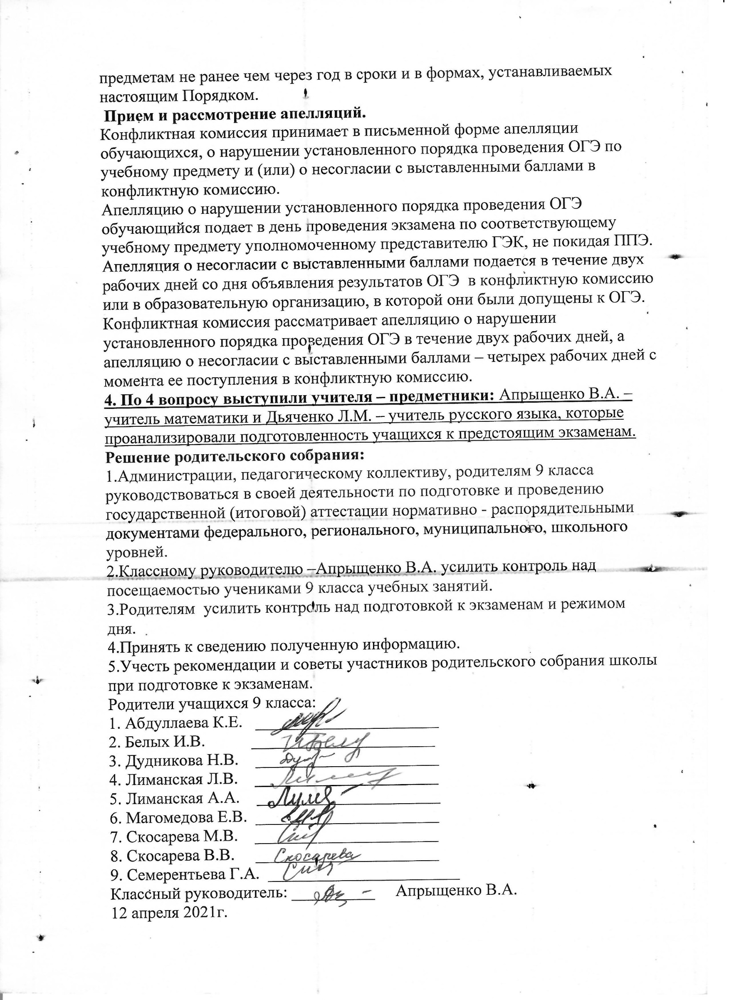 предметам не ранее чем через год в сроки и в формах, устанавливаемых
настоящим Порядком.
Прием и рассмотрение апелляций.
Конфликтная комиссия принимает в письменной форме апелляции
обучающихся, о нарушении установленного порядка проведения ОГЭ по
учебному предмету и (или) о несогласии с выставленными баллами в
конфликтную комиссию.
Апелляцию о нарушении установленного порядка проведения ОГЭ
обучающийся подает в день проведения экзамена по соответствующему
учебному предмету уполномоченному представителю ГЭК, не покидая ППЭ.
Апелляция о несогласии с выставленными баллами подается в течение двух
рабочих дней со дня объявления результатов ОГЭ  в конфликтную комиссию
или в образовательную организацию, в которой они были допущены к ОГЭ.
Конфликтная комиссия рассматривает апелляцию о нарушении
установленного порядка проведения ОГЭ в течение двух рабочих дней, а
апелляцию о несогласии с выставленными баллами – четырех рабочих дней с
момента ее поступления в конфликтную комиссию.
4. По 4 вопросу выступили учителя – предметники: Апрыщенко В.А. –
учитель математики и Дьяченко Л.М. – учитель русского языка, которые
проанализировали подготовленность учащихся к предстоящим экзаменам.
Решение родительского собрания:
1.Администрации, педагогическому коллективу, родителям 9 класса
руководствоваться в своей деятельности по подготовке и проведению
государственной (итоговой) аттестации нормативно - распорядительными
документами федерального, регионального, муниципального, школьного
уровней.
2.Классному руководителю –Апрыщенко В.А. усилить контроль над
посещаемостью учениками 9 класса учебных занятий.
3.Родителям  усилить контроль над подготовкой к экзаменам и режимом
дня.
4.Принять к сведению полученную информацию.
5.Учесть рекомендации и советы участников родительского собрания школы
при подготовке к экзаменам.
Родители учащихся 9 класса:
1. Абдуллаева К.Е.
2. Белых И.В.
3. Дудникова Н.В.
4. Лиманская Л.В.
5. Лиманская А.А.
6. Магомедова Е.В.
7. Скосарева М.В.
8. Скосарева В.В. Скосарева
9. Семерентьева Г.А.
Классный руководитель: Апрыщенко В.А.
12 апреля 2021г.